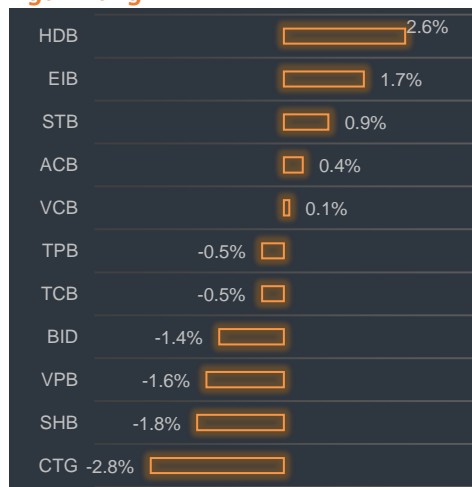 HDB 2.6%
EIB 1.7%
STB 0.9%
ACB 0.4%
VCB 0.1%
TPB -0.5%
TCB -0.5%
BID -1.4%
VPB -1.6%
SHB -1.8%
CTG -2.8%